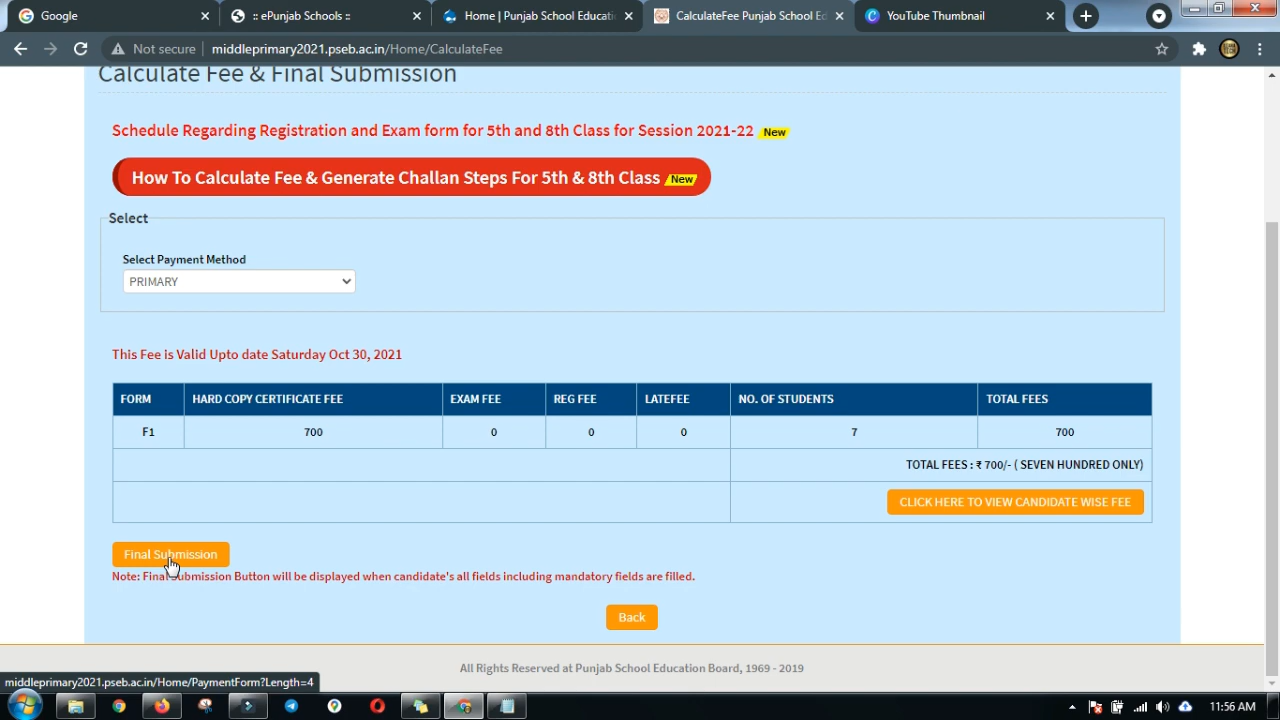 Google
:: ePunjab Schools ::
Home | Punjab School Educati
CalculateFee Punjab School Ed
YouTube Thumbnail
Not secure
middleprimary2021.pseb.ac.in/Home/CalculateFee
Calculate Fee & Final Submission
Schedule Regarding Registration and Exam form for 5th and 8th Class for Session 2021-22 New
How To Calculate Fee & Generate Challan Steps For 5th & 8th Class New
Select
Select Payment Method
PRIMARY
This Fee is Valid Upto date Saturday Oct 30, 2021
FORM HARD COPY CERTIFICATE FEE EXAM FEE REG FEE LATEFEE NO. OF STUDENTS TOTAL FEES
F1 700 0 0 0 7 700
TOTAL FEES : ₹ 700/- ( SEVEN HUNDRED ONLY)
CLICK HERE TO VIEW CANDIDATE WISE FEE
Final Submission
Note: Final Submission Button will be displayed when candidate's all fields including mandatory fields are filled.
Back
All Rights Reserved at Punjab School Education Board, 1969 - 2019
middleprimary2021.pseb.ac.in/Home/PaymentForm?Length=4
11:56 AM